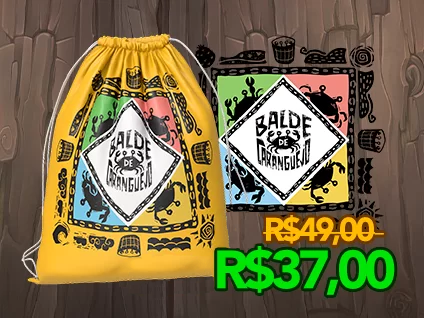 BALDE
DE
CARANGUEJO
BALDE
DE
CARANGUEJO
R$49,00
R$37,00